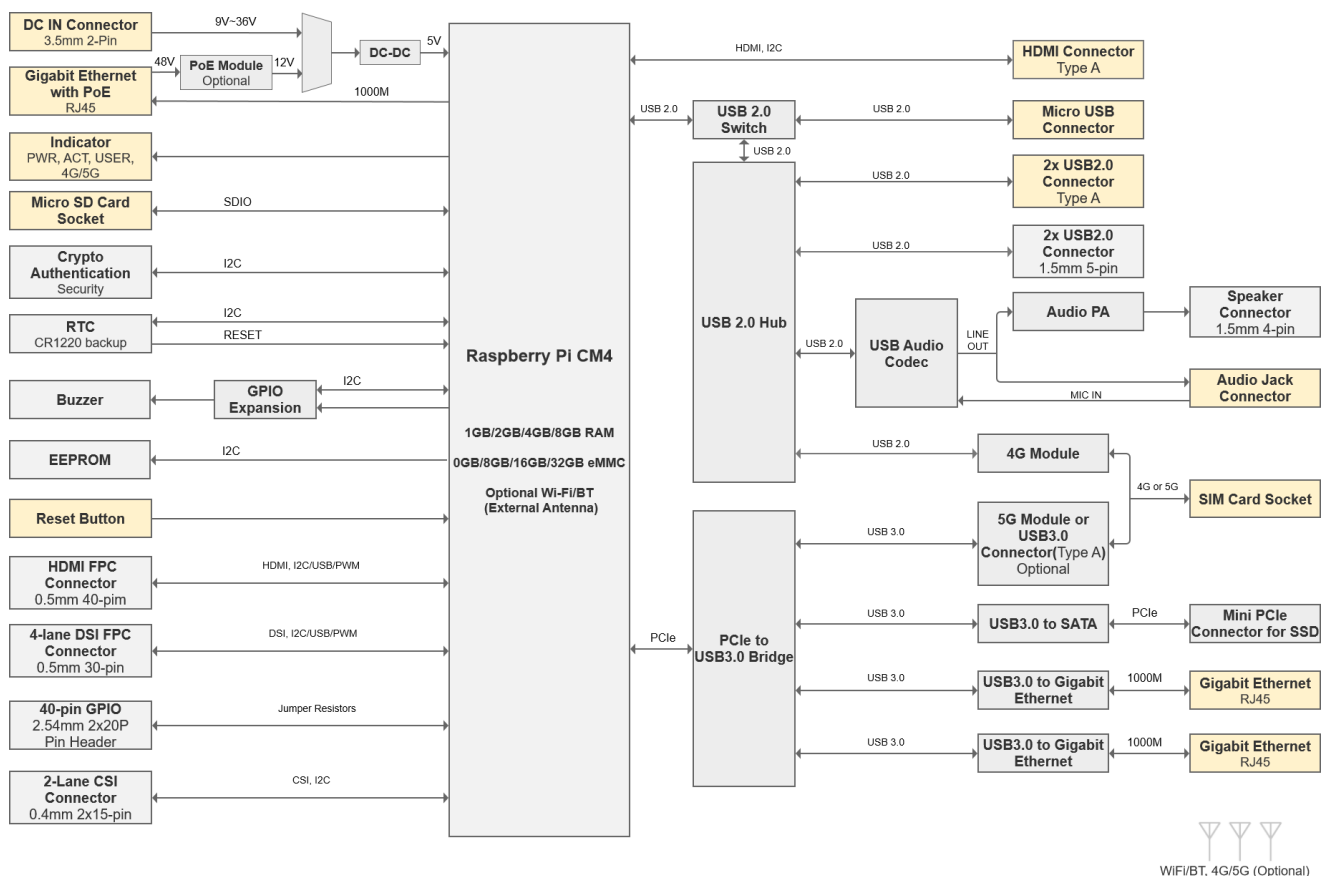 DC IN Connector
3.5mm 2-Pin
9V~36V
48V
PoE Module
Optional
12V
DC-DC
5V
Gigabit Ethernet
with PoE
RJ45
1000M
Indicator
PWR, ACT, USER,
4G/5G
Micro SD Card
Socket
SDIO
Crypto
Authentication
Security
I2C
RTC
CR1220 backup
I2C
RESET
Buzzer
GPIO
Expansion
I2C
EEPROM
I2C
Reset Button
HDMI FPC
Connector
0.5mm 40-pim
HDMI, I2C/USB/PWM
4-lane DSI FPC
Connector
0.5mm 30-pin
DSI, I2C/USB/PWM
40-pin GPIO
2.54mm 2x20P
Pin Header
Jumper Resistors
2-Lane CSI
Connector
0.4mm 2x15-pin
CSI, I2C
Raspberry Pi CM4
1GB/2GB/4GB/8GB RAM
0GB/8GB/16GB/32GB eMMC
Optional Wi-Fi/BT
(External Antenna)
HDMI, I2C
HDMI Connector
Type A
USB 2.0
USB 2.0
Switch
USB 2.0
Micro USB
Connector
USB 2.0
USB 2.0 Hub
USB 2.0
2x USB2.0
Connector
Type A
USB 2.0
2x USB2.0
Connector
1.5mm 5-pin
USB 2.0
USB Audio
Codec
LINE
OUT
Audio PA
Speaker
Connector
1.5mm 4-pin
Audio Jack
Connector
MIC IN
USB 2.0
4G Module
4G or 5G
SIM Card Socket
PCIe
PCIe to
USB3.0 Bridge
USB 3.0
5G Module or
USB3.0
Connector(Type A)
Optional
USB 3.0
USB3.0 to SATA
PCIe
Mini PCIe
Connector for SSD
USB 3.0
USB3.0 to Gigabit
Ethernet
1000M
Gigabit Ethernet
RJ45
USB 3.0
USB3.0 to Gigabit
Ethernet
1000M
Gigabit Ethernet
RJ45
WiFi/BT, 4G/5G (Optional)